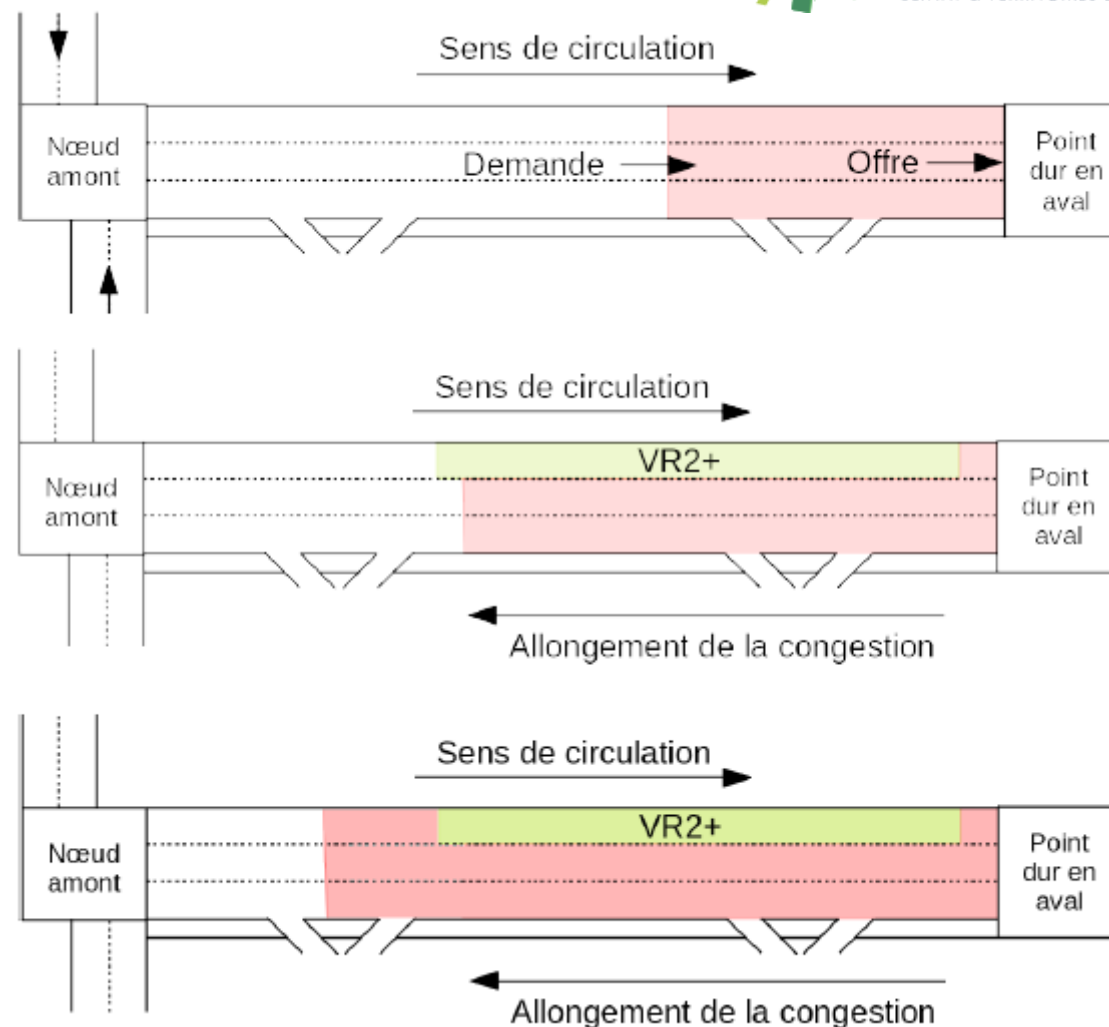 Sens de circulation
Nœud
amont
Demande
Offre
Point
dur en
aval
Sens de circulation
VR2+
Nœud
amont
Point
dur en
aval
Allongement de la congestion
Sens de circulation
VR2+
Nœud
amont
Point
dur en
aval
Allongement de la congestion